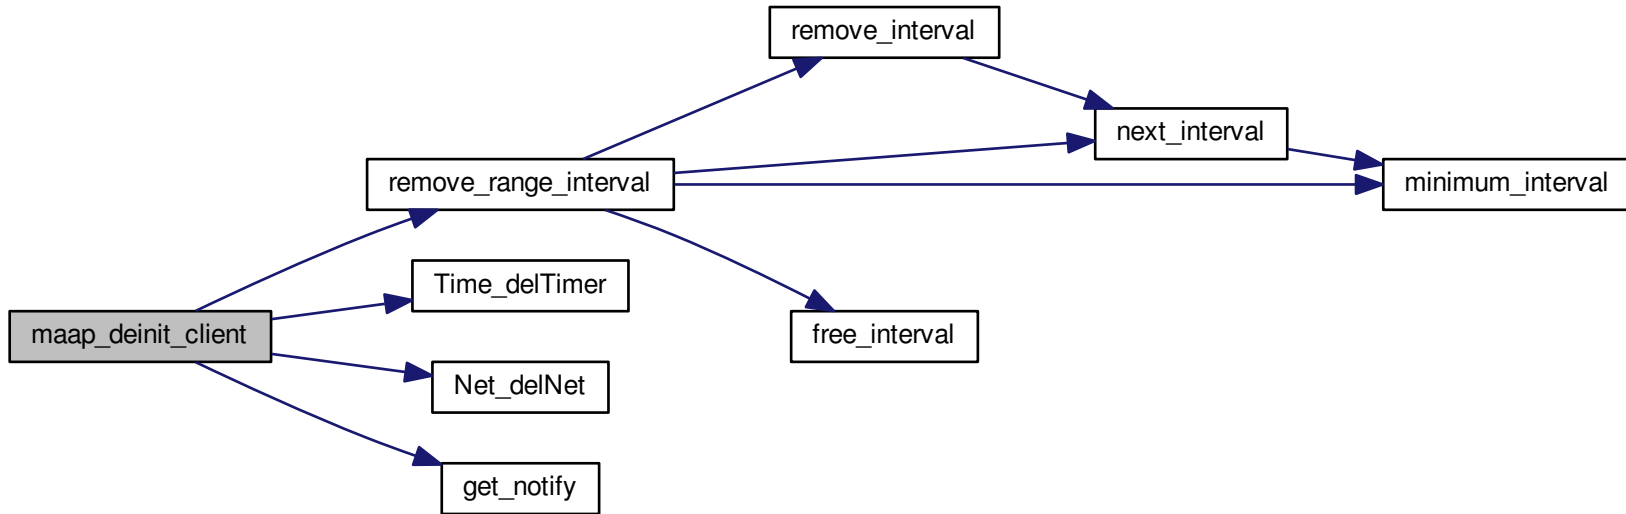 remove_interval
next_interval
remove_range_interval
minimum_interval
Time_delTimer
maap_deinit_client
free_interval
Net_delNet
get_notify